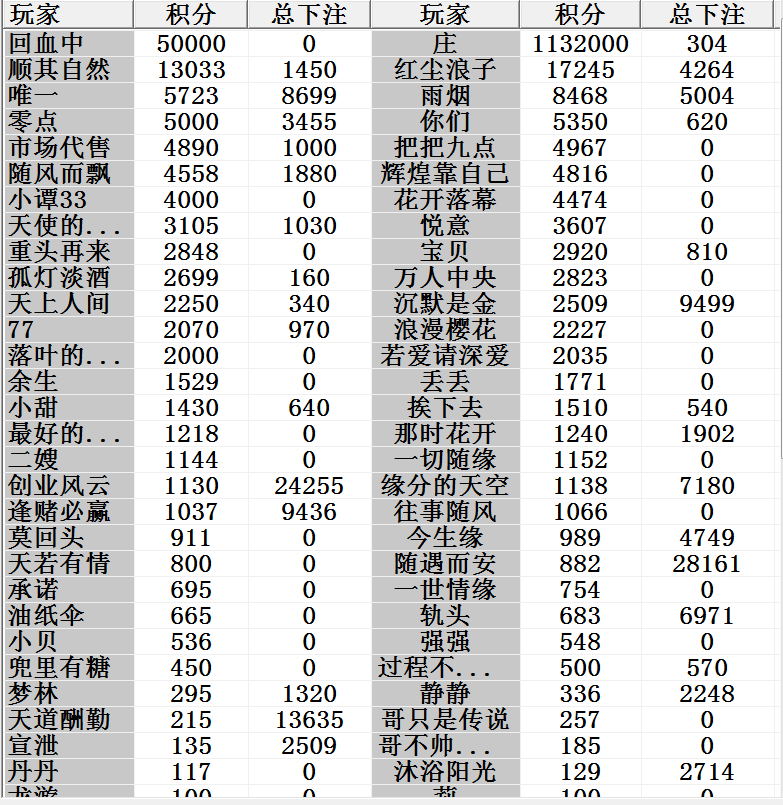 玩家 积分 总下注 玩家 积分 总下注
回血中 50000 0 庄 1132000 304
顺其自然 13033 1450 红尘浪子 17245 4264
唯一 5723 8699 雨烟 8468 5004
零点 5000 3455 你们 5350 620
市场代售 4890 1000 把把九点 4967 0
随风而飘 4558 1880 辉煌靠自己 4816 0
小谭33 4000 0 花开落幕 4474 0
天使的... 3105 1030 悦意 3607 0
重头再来 2848 0 宝贝 2920 810
孤灯淡酒 2699 160 万人中央 2823 0
天上人间 2250 340 沉默是金 2509 9499
77 2070 970 浪漫樱花 2227 0
落叶的... 2000 0 若爱请深爱 2035 0
余生 1529 0 丢丢 1771 0
小甜 1430 640 挨下去 1510 540
最好的... 1218 0 那时花开 1240 1902
二嫂 1144 0 一切随缘 1152 0
创业风云 1130 24255 缘分的天空 1138 7180
逢赌必赢 1037 9436 往事随风 1066 0
莫回头 911 0 今生缘 989 4749
天若有情 800 0 随遇而安 882 28161
承诺 695 0 一世情缘 754 0
油纸伞 665 0 轨头 683 6971
小贝 536 0 强强 548 0
兜里有糖 450 0 过程不... 500 570
梦林 295 1320 静静 336 2248
天道酬勤 215 13635 哥只是传说 257 0
宣泄 135 2509 哥不帅... 185 0
丹丹 117 0 沐浴阳光 129 2714
100 0 100 0